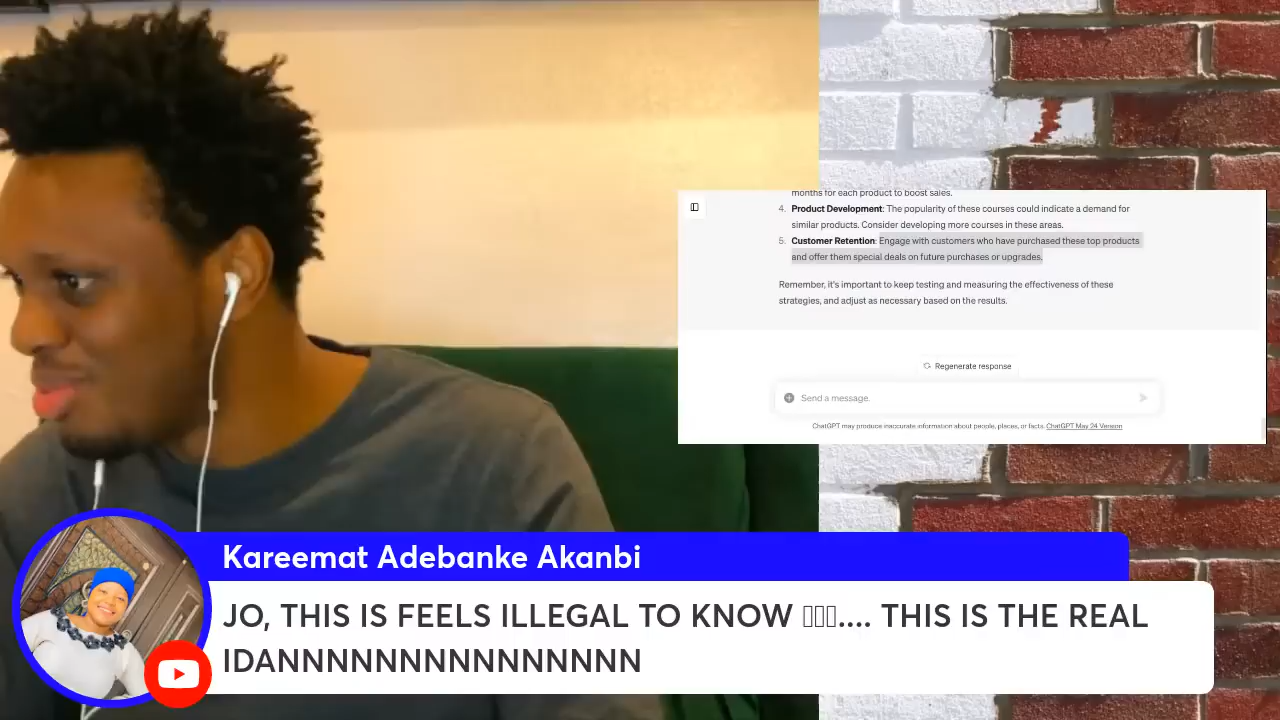 months for each product to boost sales.
4. Product Development: The popularity of these courses could indicate a demand for
similar products. Consider developing more courses in these areas.
5. Customer Retention: Engage with customers who have purchased these top products
and offer them special deals on future purchases or upgrades.
Remember, it's important to keep testing and measuring the effectiveness of these
strategies, and adjust as necessary based on the results.
Regenerate response
Send a message.
ChatGPT may produce inaccurate information about people, places, or facts. ChatGPT May 24 Version
Kareemat Adebanke Akanbi
JO, THIS IS FEELS ILLEGAL TO KNOW .... THIS IS THE REAL
IDANNNNNNNNNNNNNNNN